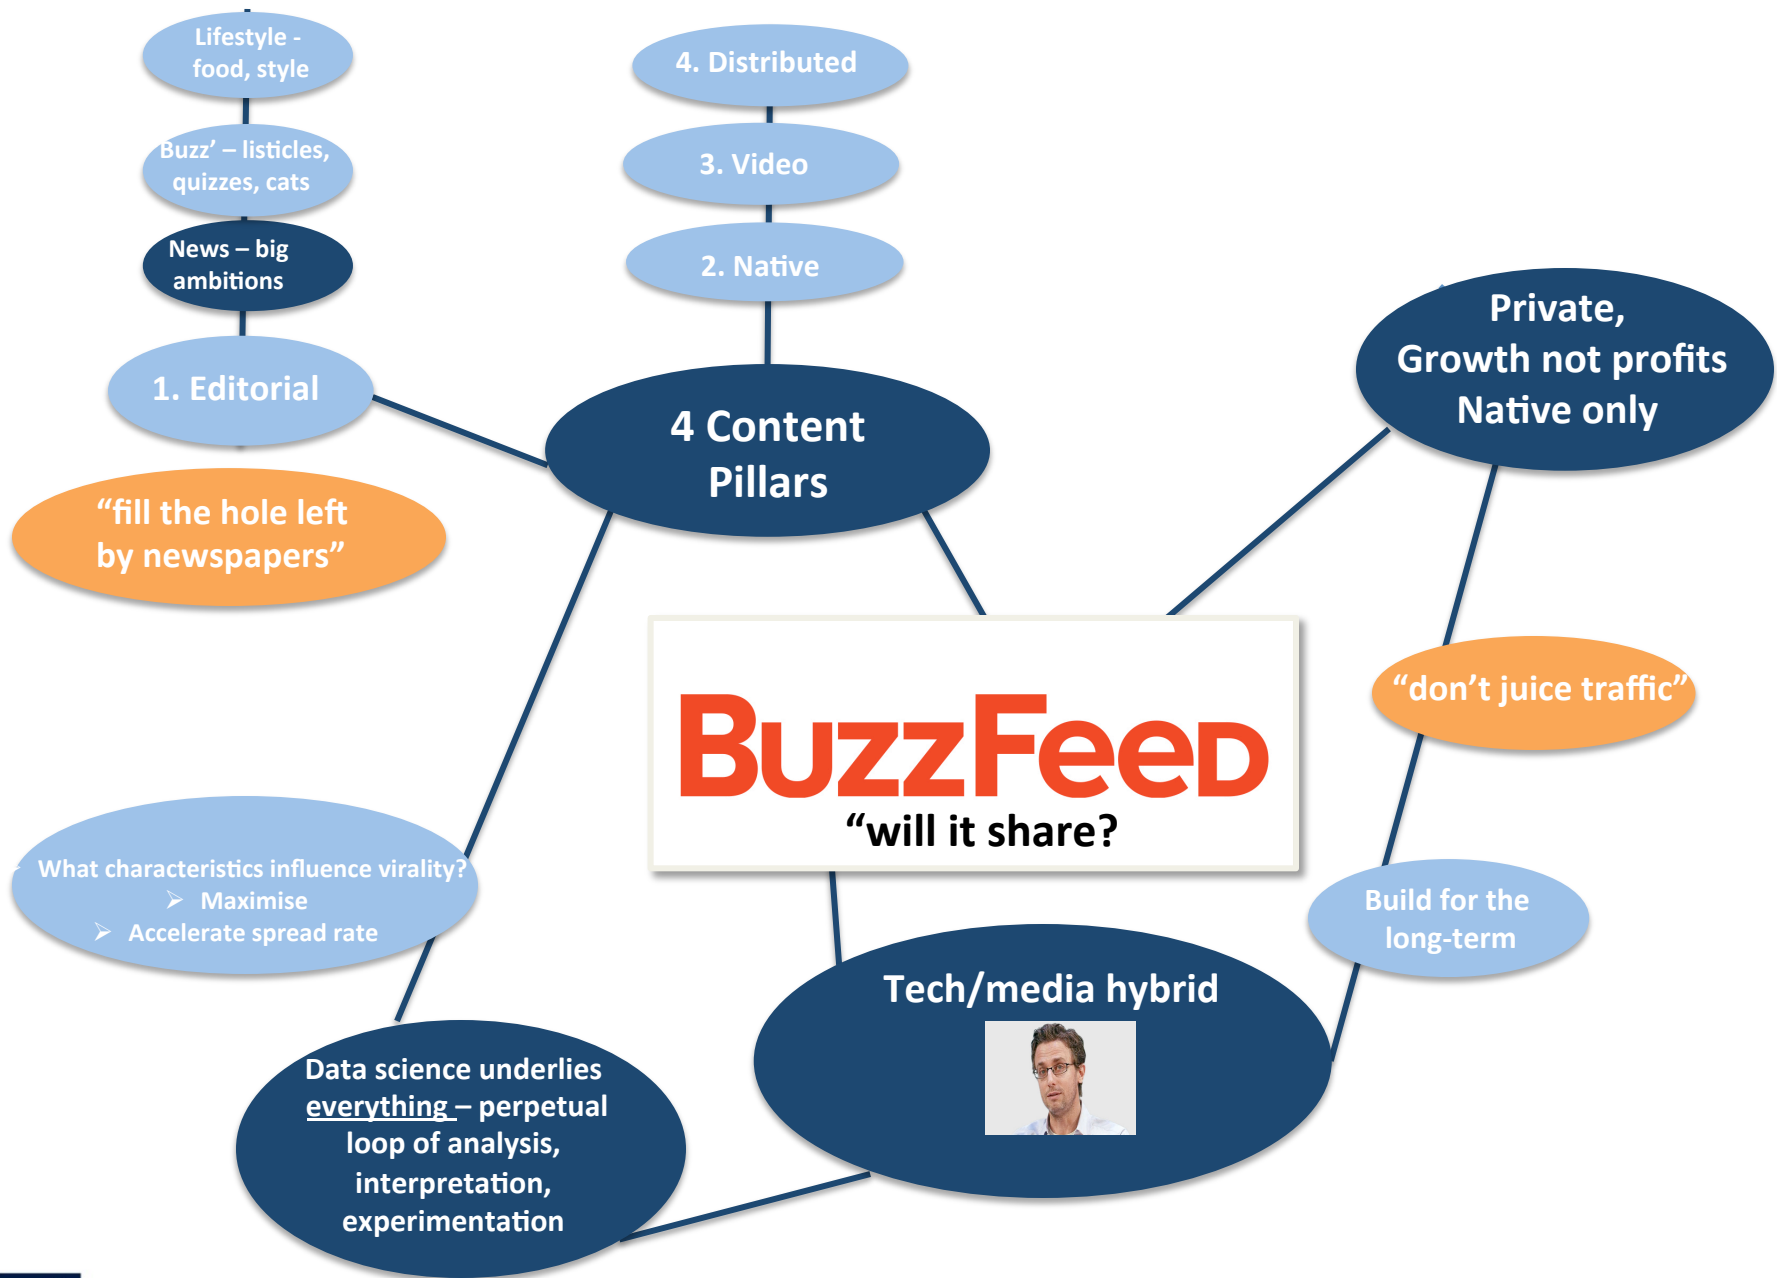 Lifestyle -
food, style
Buzz’ – listicles,
quizzes, cats
News – big
ambitions
1. Editorial
“fill the hole left
by newspapers”
4. Distributed
3. Video
2. Native
4 Content
Pillars
Private,
Growth not profits
Native only
“don’t juice traffic”
Build for the
long-term
BuzzFeed
“will it share?
Tech/media hybrid
➢ What characteristics influence virality?
➢ Maximise
➢ Accelerate spread rate
Data science underlies
everything – perpetual
loop of analysis,
interpretation,
experimentation